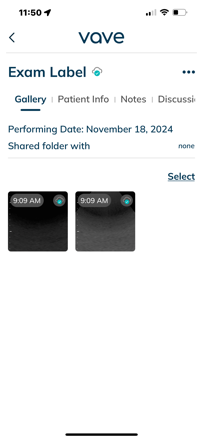 11:50
vave
Exam Label
Gallery Patient Info Notes Discussi
Performing Date: November 18, 2024
Shared folder with none
Select
9:09 AM 9:09 AM